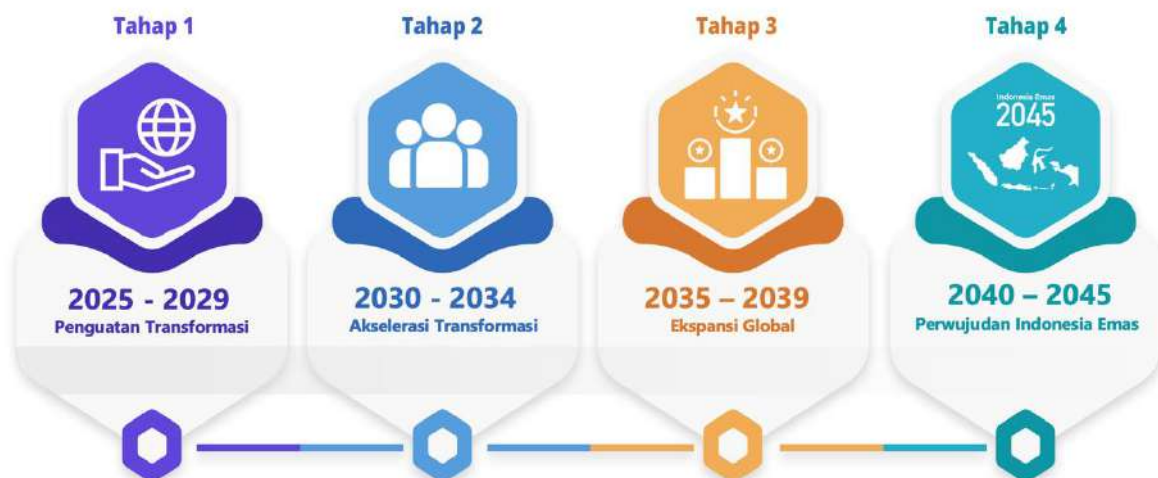 Tahap 1
Tahap 2
Tahap 3
Tahap 4
Indonesia Emas
2045
2025 - 2029
Penguatan Transformasi
2030 - 2034
Akselerasi Transformasi
2035 – 2039
Ekspansi Global
2040 – 2045
Perwujudan Indonesia Emas